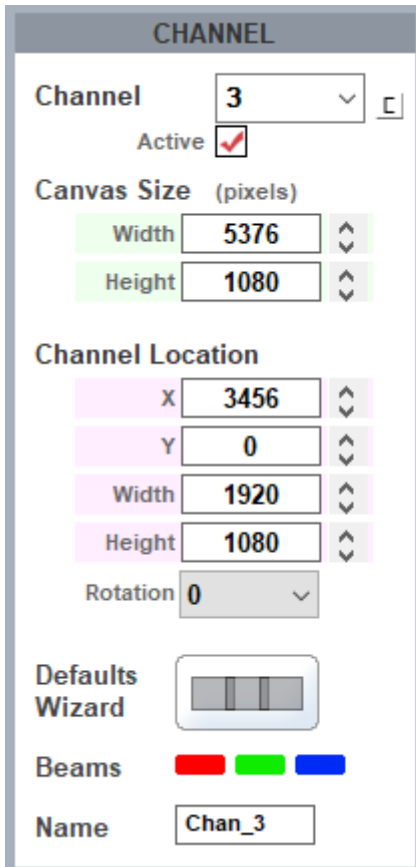 CHANNEL
Channel 3 C
Active
Canvas Size (pixels)
Width 5376
Height 1080
Channel Location
X 3456
Y 0
Width 1920
Height 1080
Rotation 0
Defaults
Wizard
Beams
Name Chan_3